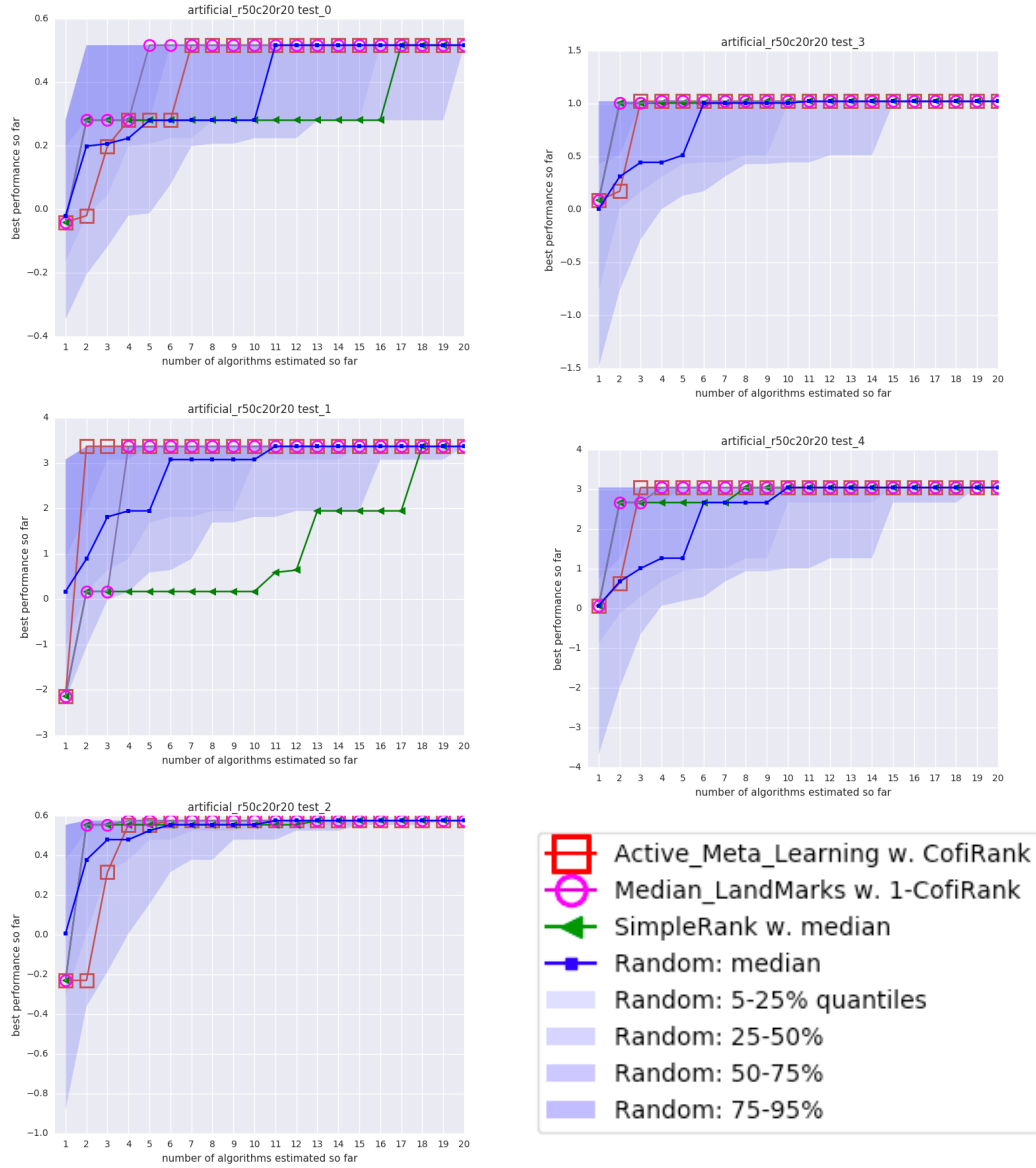 artificial_r50c20r20 test_0
best performance so far
0.6
0.4
0.2
0.0
−0.2
−0.4
1 2 3 4 5 6 7 8 9 10 11 12 13 14 15 16 17 18 19 20
number of algorithms estimated so far
artificial_r50c20r20 test_3
best performance so far
1.5
1.0
0.5
0.0
−0.5
−1.0
−1.5
1 2 3 4 5 6 7 8 9 10 11 12 13 14 15 16 17 18 19 20
number of algorithms estimated so far
artificial_r50c20r20 test_1
best performance so far
4
3
2
1
0
−1
−2
−3
1 2 3 4 5 6 7 8 9 10 11 12 13 14 15 16 17 18 19 20
number of algorithms estimated so far
artificial_r50c20r20 test_4
best performance so far
4
3
2
1
0
−1
−2
−3
−4
1 2 3 4 5 6 7 8 9 10 11 12 13 14 15 16 17 18 19 20
number of algorithms estimated so far
artificial_r50c20r20 test_2
best performance so far
0.6
0.4
0.2
0.0
−0.2
−0.4
−0.6
−0.8
−1.0
1 2 3 4 5 6 7 8 9 10 11 12 13 14 15 16 17 18 19 20
number of algorithms estimated so far
Active_Meta_Learning w. CofiRank
Median_LandMarks w. 1-CofiRank
SimpleRank w. median
Random: median
Random: 5-25% quantiles
Random: 25-50%
Random: 50-75%
Random: 75-95%